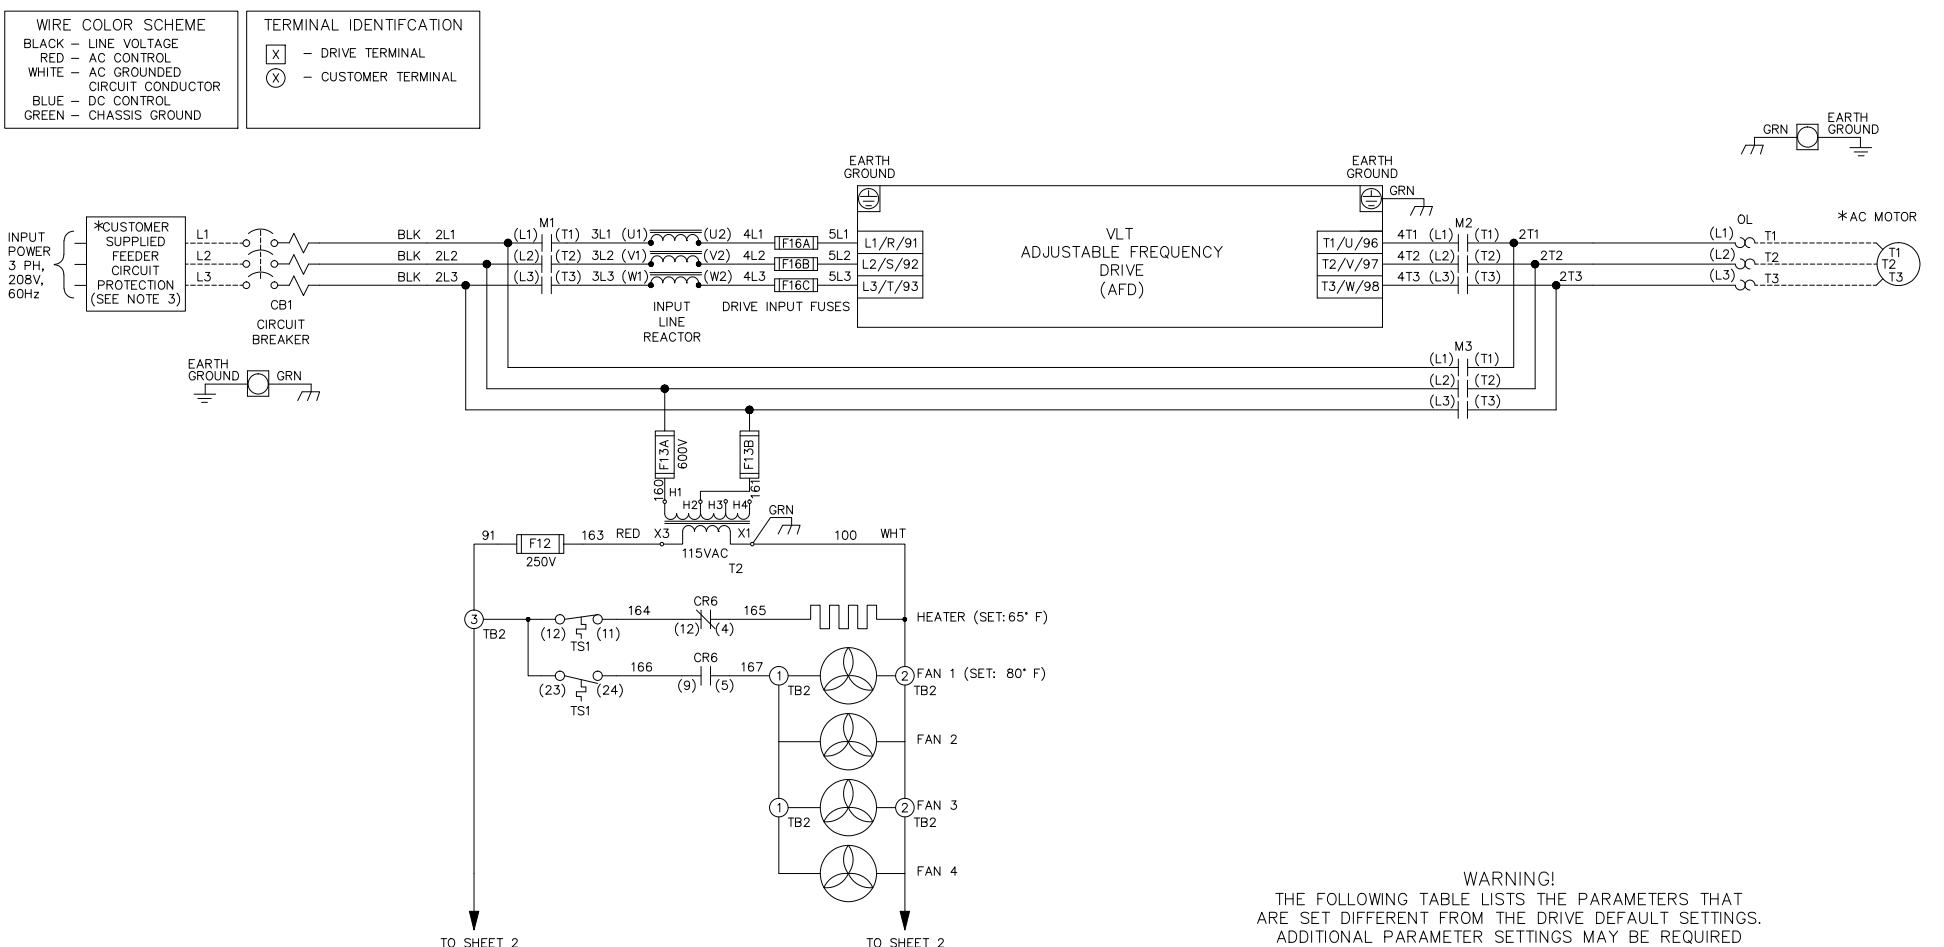 WIRE COLOR SCHEME
BLACK – LINE VOLTAGE
RED – AC CONTROL
WHITE – AC GROUNDED
CIRCUIT CONDUCTOR
BLUE – DC CONTROL
GREEN – CHASSIS GROUND
TERMINAL IDENTIFCATION
X – DRIVE TERMINAL
X – CUSTOMER TERMINAL
GRN
EARTH
GROUND
INPUT
POWER
3 PH,
208V,
60Hz
*CUSTOMER
SUPPLIED
FEEDER
CIRCUIT
PROTECTION
(SEE NOTE 3)
L1
L2
L3
CB1
CIRCUIT
BREAKER
EARTH
GROUND
GRN
BLK 2L1
BLK 2L2
BLK 2L3
M1
(L1) (T1) 3L1 (U1) (U2) 4L1 F16A 5L1
(L2) (T2) 3L2 (V1) (V2) 4L2 F16B 5L2
(L3) (T3) 3L3 (W1) (W2) 4L3 F16C 5L3
INPUT
LINE
REACTOR
DRIVE INPUT FUSES
EARTH
GROUND
L1/R/91
L2/S/92
L3/T/93
VLT
ADJUSTABLE FREQUENCY
DRIVE
(AFD)
EARTH
GROUND
GRN
T1/U/96
T2/V/97
T3/W/98
M2
4T1 (L1) (T1) 2T1
4T2 (L2) (T2) 2T2
4T3 (L3) (T3) 2T3
OL
(L1) T1
(L2) T2
(L3) T3
*AC MOTOR
T1
T2
T3
M3
(L1) (T1)
(L2) (T2)
(L3) (T3)
F13A
600V
F13B
160
161
H1
H2 H3 H4
GRN
91
F12
250V
163 RED X3
X1
100 WHT
115VAC
T2
3
TB2
(12) (11)
TS1
164
CR6
(12) (4)
165
HEATER (SET:65° F)
(23) (24)
TS1
166
CR6
(9) (5)
167
1
TB2
2
TB2
FAN 1 (SET: 80° F)
FAN 2
1
TB2
2
TB2
FAN 3
FAN 4
TO SHEET 2
TO SHEET 2
WARNING!
THE FOLLOWING TABLE LISTS THE PARAMETERS THAT
ARE SET DIFFERENT FROM THE DRIVE DEFAULT SETTINGS.
ADDITIONAL PARAMETER SETTINGS MAY BE REQUIRED